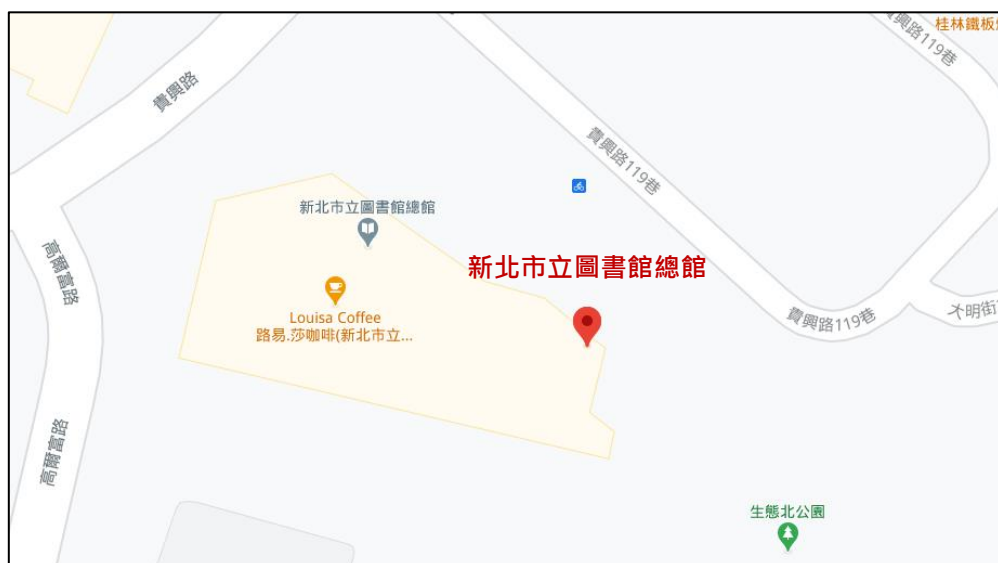 桂林鐵板
貴興路119巷
貴興路
貴興路119巷
新北市立圖書館總館
高爾富路
新北市立圖書館總館
Louisa Coffee
路易.莎咖啡(新北市立...
貴興路119巷
大明街
高爾富路
生態北公園